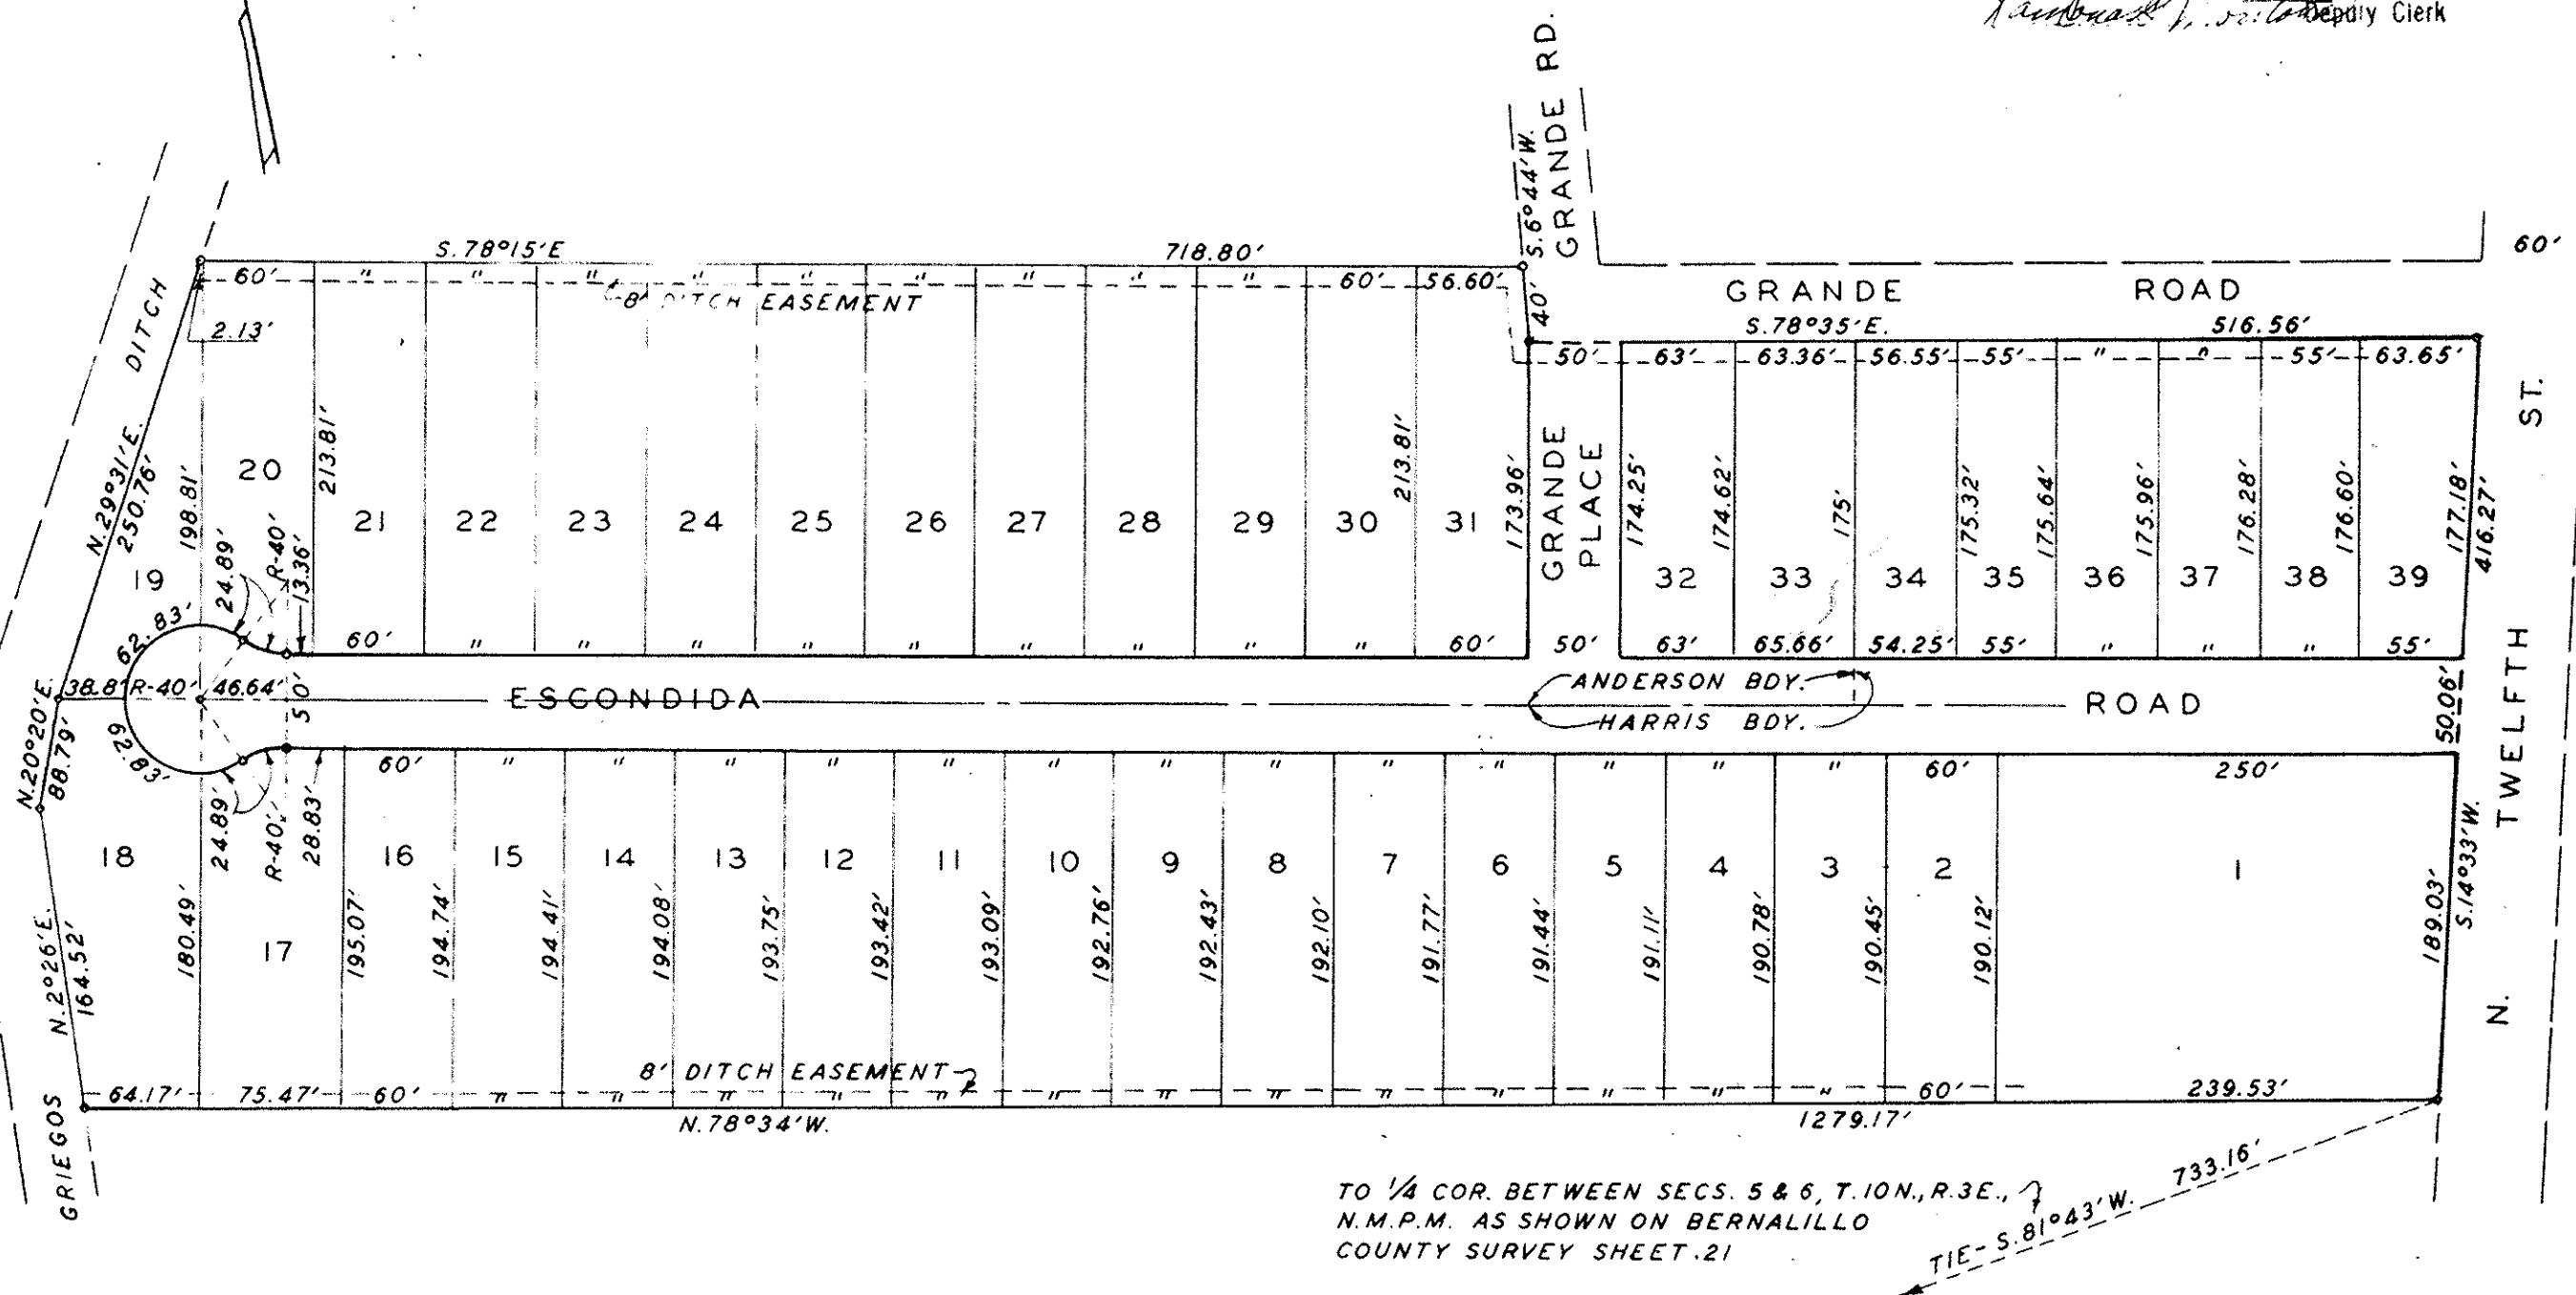 Deputy Clerk
S.6°44'W.
GRANDE RD.
60'
S.78°15'E
718.80'
60' " " " " " " " " " 60' 56.60'
8' DITCH EASEMENT
2.13'
40'
GRANDE ROAD
S.78°35'E.
516.56'
50' 63' 63.36' 56.55' 55' " " 55' 63.65'
DITCH
N.29°31'E.
250.76'
198.81'
20
213.81'
213.81'
173.96'
GRANDE
PLACE
174.25'
174.62'
175'
175.32'
175.64'
175.96'
176.28'
176.60'
177.18'
416.27'
21 22 23 24 25 26 27 28 29 30 31
19
32 33 34 35 36 37 38 39
24.89'
R-40'
13.36'
62.83'
60' " " " " " " " " " 60' 50' 63' 65.66' 54.25' 55' " " " 55'
N.20°20'E.
88.79'
38.8' R-40' 46.64'
50'
ESCONDIDA
ANDERSON BDY.
HARRIS BDY.
ROAD
50.06'
N. TWELFTH ST.
92.83'
24.89'
R-40'
28.83'
60' " " " " " " " " " " " " " 60' 250'
18
16 15 14 13 12 11 10 9 8 7 6 5 4 3 2 1
17
180.49'
195.07'
194.74'
194.41'
194.08'
193.75'
193.42'
193.09'
192.76'
192.43'
192.10'
191.77'
191.44'
191.11'
190.78'
190.45'
190.12'
189.03'
S.14°33'W.
N.2°26'E.
164.52'
8' DITCH EASEMENT
64.17' 75.47' 60' " " " " " " " " " " " " " 60' 239.53'
N.78°34'W.
1279.17'
GRIEGOS
TO 1/4 COR. BETWEEN SECS. 5 & 6, T.10N., R.3E.,
N.M.P.M. AS SHOWN ON BERNALILLO
COUNTY SURVEY SHEET.21
TIE- S.81°43'W. 733.16'